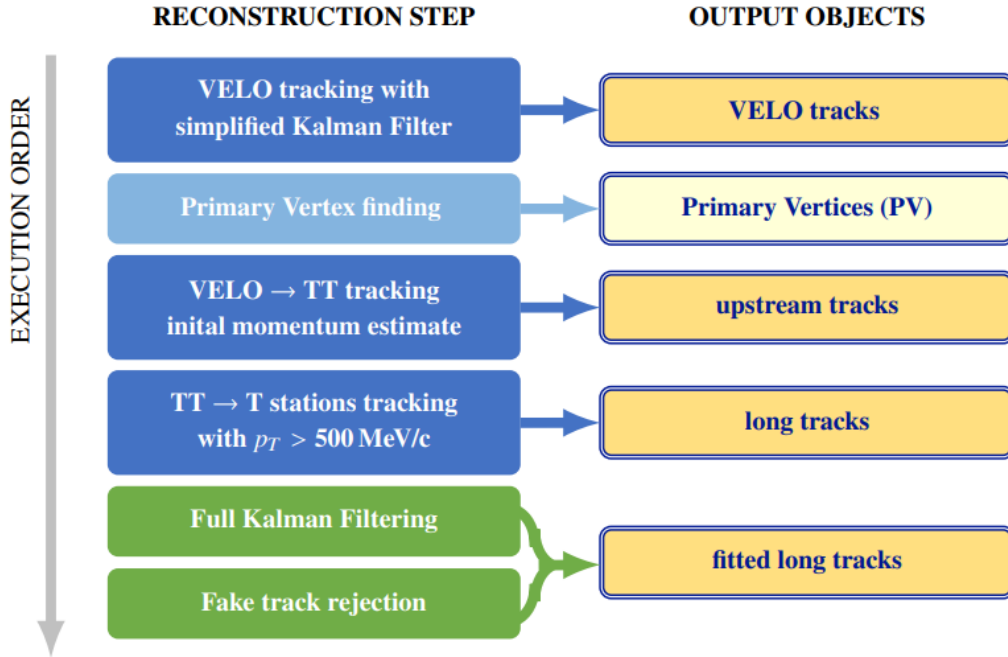 RECONSTRUCTION STEP
OUTPUT OBJECTS
EXECUTION ORDER
VELO tracking with
simplified Kalman Filter
VELO tracks
Primary Vertex finding
Primary Vertices (PV)
VELO → TT tracking
inital momentum estimate
upstream tracks
TT → T stations tracking
with p_T > 500 MeV/c
long tracks
Full Kalman Filtering
Fake track rejection
fitted long tracks